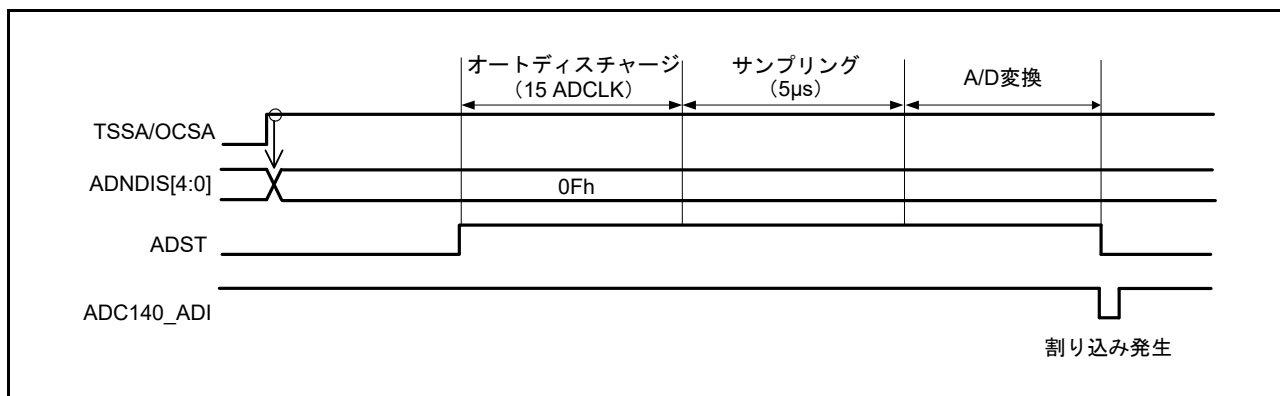 オートディスチャージ
（15 ADCLK）
サンプリング
（5µs）
A/D変換
TSSA/OCSA
ADNDIS[4:0]
0Fh
ADST
ADC140_ADI
割り込み発生